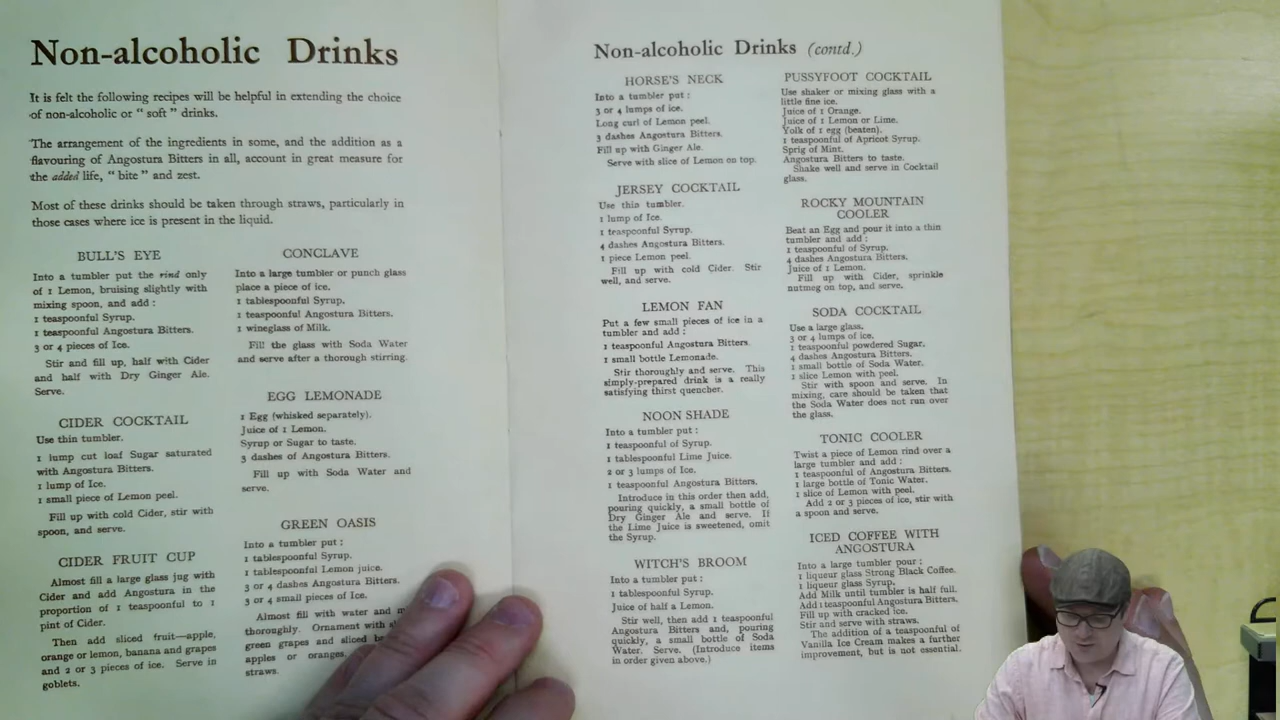 Non-alcoholic Drinks
It is felt the following recipes will be helpful in extending the choice
of non-alcoholic or “ soft ” drinks.
The arrangement of the ingredients in some, and the addition as a
flavouring of Angostura Bitters in all, account in great measure for
the added life, “ bite ” and zest.
Most of these drinks should be taken through straws, particularly in
those cases where ice is present in the liquid.
BULL'S EYE
Into a tumbler put the rind only
of 1 Lemon, bruising slightly with
mixing spoon, and add :
1 teaspoonful Syrup.
1 teaspoonful Angostura Bitters.
3 or 4 pieces of Ice.
Stir and fill up, half with Cider
and half with Dry Ginger Ale.
Serve.
CIDER COCKTAIL
Use thin tumbler.
1 lump cut loaf Sugar saturated
with Angostura Bitters.
1 lump of Ice.
1 small piece of Lemon peel.
Fill up with cold Cider, stir with
spoon, and serve.
CIDER FRUIT CUP
Almost fill a large glass jug with
Cider and add Angostura in the
proportion of 1 teaspoonful to 1
pint of Cider.
Then add sliced fruit—apple,
orange or lemon, banana and grapes
and 2 or 3 pieces of ice. Serve in
goblets.
CONCLAVE
Into a large tumbler or punch glass
place a piece of ice.
1 tablespoonful Syrup.
1 teaspoonful Angostura Bitters.
1 wineglass of Milk.
Fill the glass with Soda Water
and serve after a thorough stirring.
EGG LEMONADE
1 Egg (whisked separately).
Juice of 1 Lemon.
Syrup or Sugar to taste.
3 dashes of Angostura Bitters.
Fill up with Soda Water and
serve.
GREEN OASIS
Into a tumbler put :
1 tablespoonful Syrup.
1 tablespoonful Lemon juice.
3 or 4 dashes Angostura Bitters.
3 or 4 small pieces of Ice.
Almost fill with water and
thoroughly. Ornament with
green grapes and sliced
apples or oranges.
straws.
Non-alcoholic Drinks (contd.)
HORSE'S NECK
Into a tumbler put :
3 or 4 lumps of ice.
Long curl of Lemon peel.
3 dashes Angostura Bitters.
Fill up with Ginger Ale.
Serve with slice of Lemon on top.
JERSEY COCKTAIL
Use thin tumbler.
1 lump of Ice.
1 teaspoonful Syrup.
4 dashes Angostura Bitters.
1 piece Lemon peel.
Fill up with cold Cider. Stir
well, and serve.
LEMON FAN
Put a few small pieces of ice in a
tumbler and add :
1 teaspoonful Angostura Bitters.
1 small bottle Lemonade.
Stir thoroughly and serve. This
simply-prepared drink is a really
satisfying thirst quencher.
NOON SHADE
Into a tumbler put :
1 teaspoonful of Syrup.
1 tablespoonful Lime Juice.
2 or 3 lumps of Ice.
1 teaspoonful Angostura Bitters.
Introduce in this order then add,
pouring quickly, a small bottle of
Dry Ginger Ale and serve. If
the Lime Juice is sweetened, omit
the Syrup.
WITCH'S BROOM
Into a tumbler put :
1 tablespoonful Syrup.
Juice of half a Lemon.
Stir well, then add 1 teaspoonful
Angostura Bitters and, pouring
quickly, a small bottle of Soda
Water. Serve. (Introduce items
in order given above.)
PUSSYFOOT COCKTAIL
Use shaker or mixing glass with a
little fine ice.
Juice of 1 Orange.
Juice of 1 Lemon or Lime.
Yolk of 1 egg (beaten).
1 teaspoonful of Apricot Syrup.
Sprig of Mint.
Angostura Bitters to taste.
Shake well and serve in Cocktail
glass.
ROCKY MOUNTAIN
COOLER
Beat an Egg and pour it into a thin
tumbler and add :
1 teaspoonful of Syrup.
4 dashes Angostura Bitters.
Juice of 1 Lemon.
Fill up with Cider, sprinkle
nutmeg on top, and serve.
SODA COCKTAIL
Use a large glass.
3 or 4 lumps of ice.
1 teaspoonful powdered Sugar.
4 dashes Angostura Bitters.
1 small bottle of Soda Water.
1 slice Lemon with peel.
Stir with spoon and serve. In
mixing, care should be taken that
the Soda Water does not run over
the glass.
TONIC COOLER
Twist a piece of Lemon rind over a
large tumbler and add :
1 teaspoon of Angostura Bitters.
1 large bottle of Tonic Water.
1 slice of Lemon with peel.
Add 2 or 3 pieces of ice, stir with
a spoon and serve.
ICED COFFEE WITH
ANGOSTURA
Into a large tumbler pour :
1 liqueur glass Strong Black Coffee.
1 liqueur glass Syrup.
Add Milk until tumbler is half full.
Add 1 teaspoonful Angostura Bitters.
Fill up with cracked ice.
Stir and serve with straws.
The addition of a teaspoonful of
Vanilla Ice Cream makes a further
improvement, but is not essential.